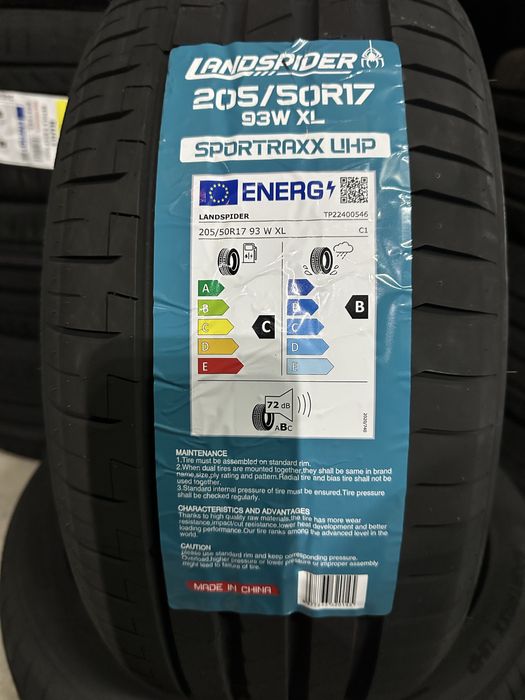 LANDSPIDER
205/50R17
93W XL
SPORTRAXX UHP
ENERG
LANDSPIDER TP22400546
205/50R17 93 W XL C1
A
B
C
D
E
C
B
72 dB
ABC
2020/740
MAINTENANCE
1.Tire must be assembled on standard rim.
2.When dual tires are mounted together,they shall be same in brand
name,size,ply rating and pattern.Radial tire and bias tire shall not be
used together.
3.Standard internal pressure of tire must be ensured.Tire pressure
shall be checked regularly.
CHARACTERISTICS AND ADVANTAGES
Thanks to high quality raw materials,the tire has more wear
resistance,impact/cut resistance,lower heat development and better
loading performance.Our tire ranks among the advanced level in the
world.
CAUTION
Please use standard rim and keep corresponding pressure.
Overload,higher pressure or lower pressure or improper assembly
might lead to failure of tire.
MADE IN CHINA